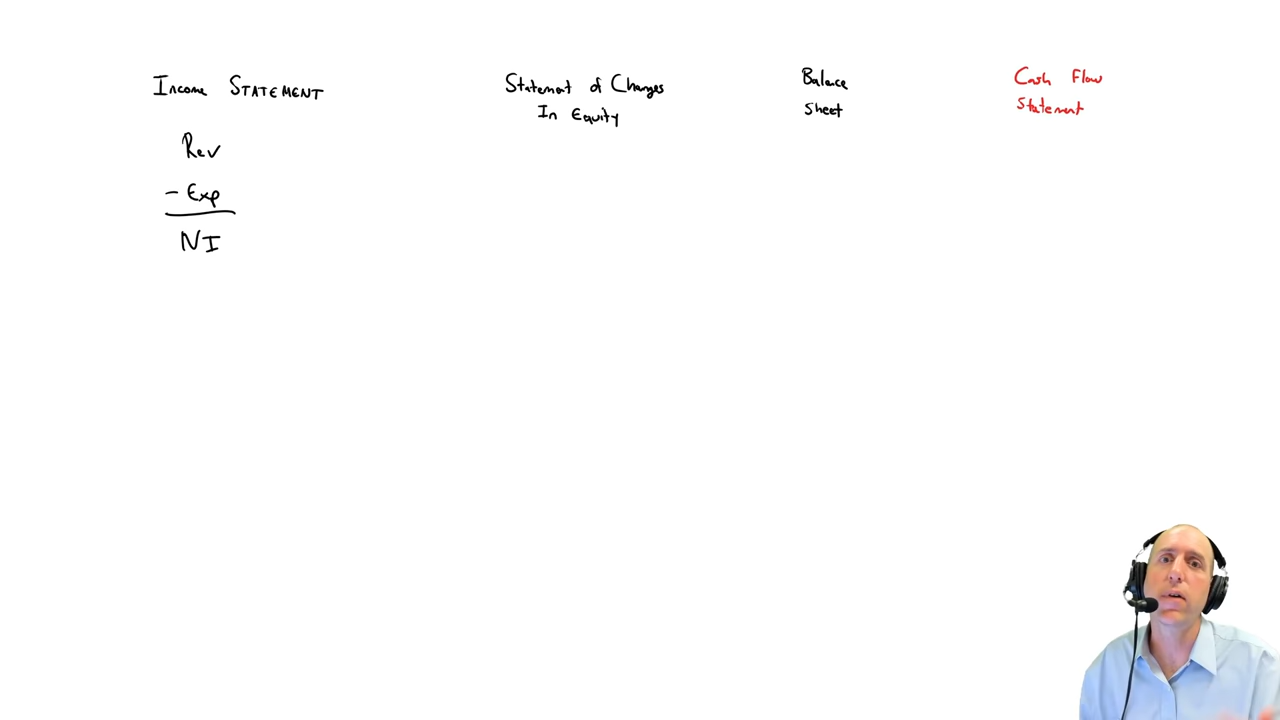 Income STATEMENT
Rev
- Exp
NI
Statement of Changes
In Equity
Balance
Sheet
Cash Flow
Statement